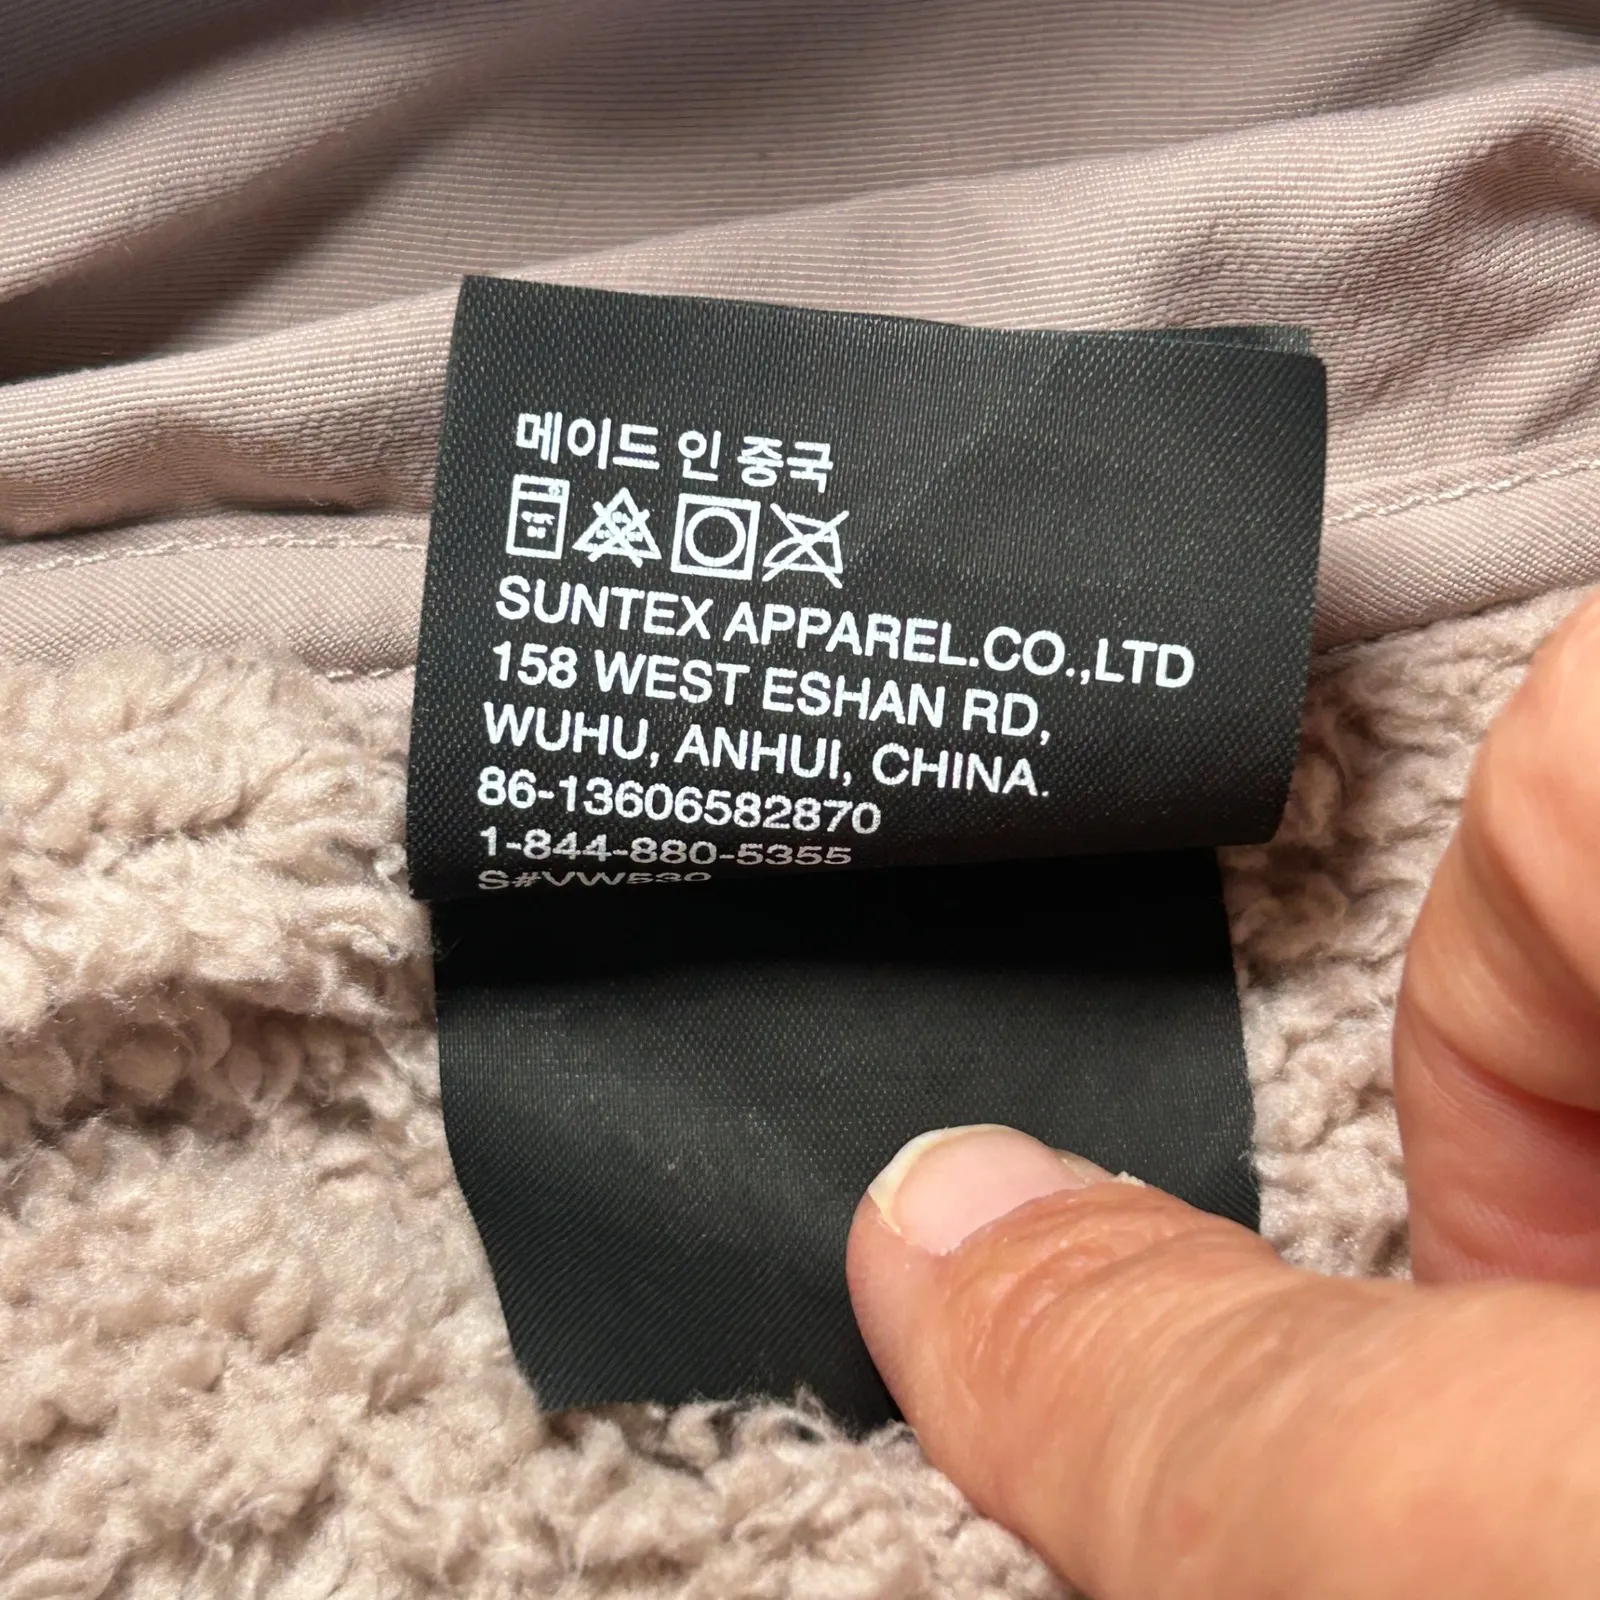 메이드 인 중국
SUNTEX APPAREL.CO.,LTD
158 WEST ESHAN RD,
WUHU, ANHUI, CHINA.
86-13606582870
1-844-880-5355